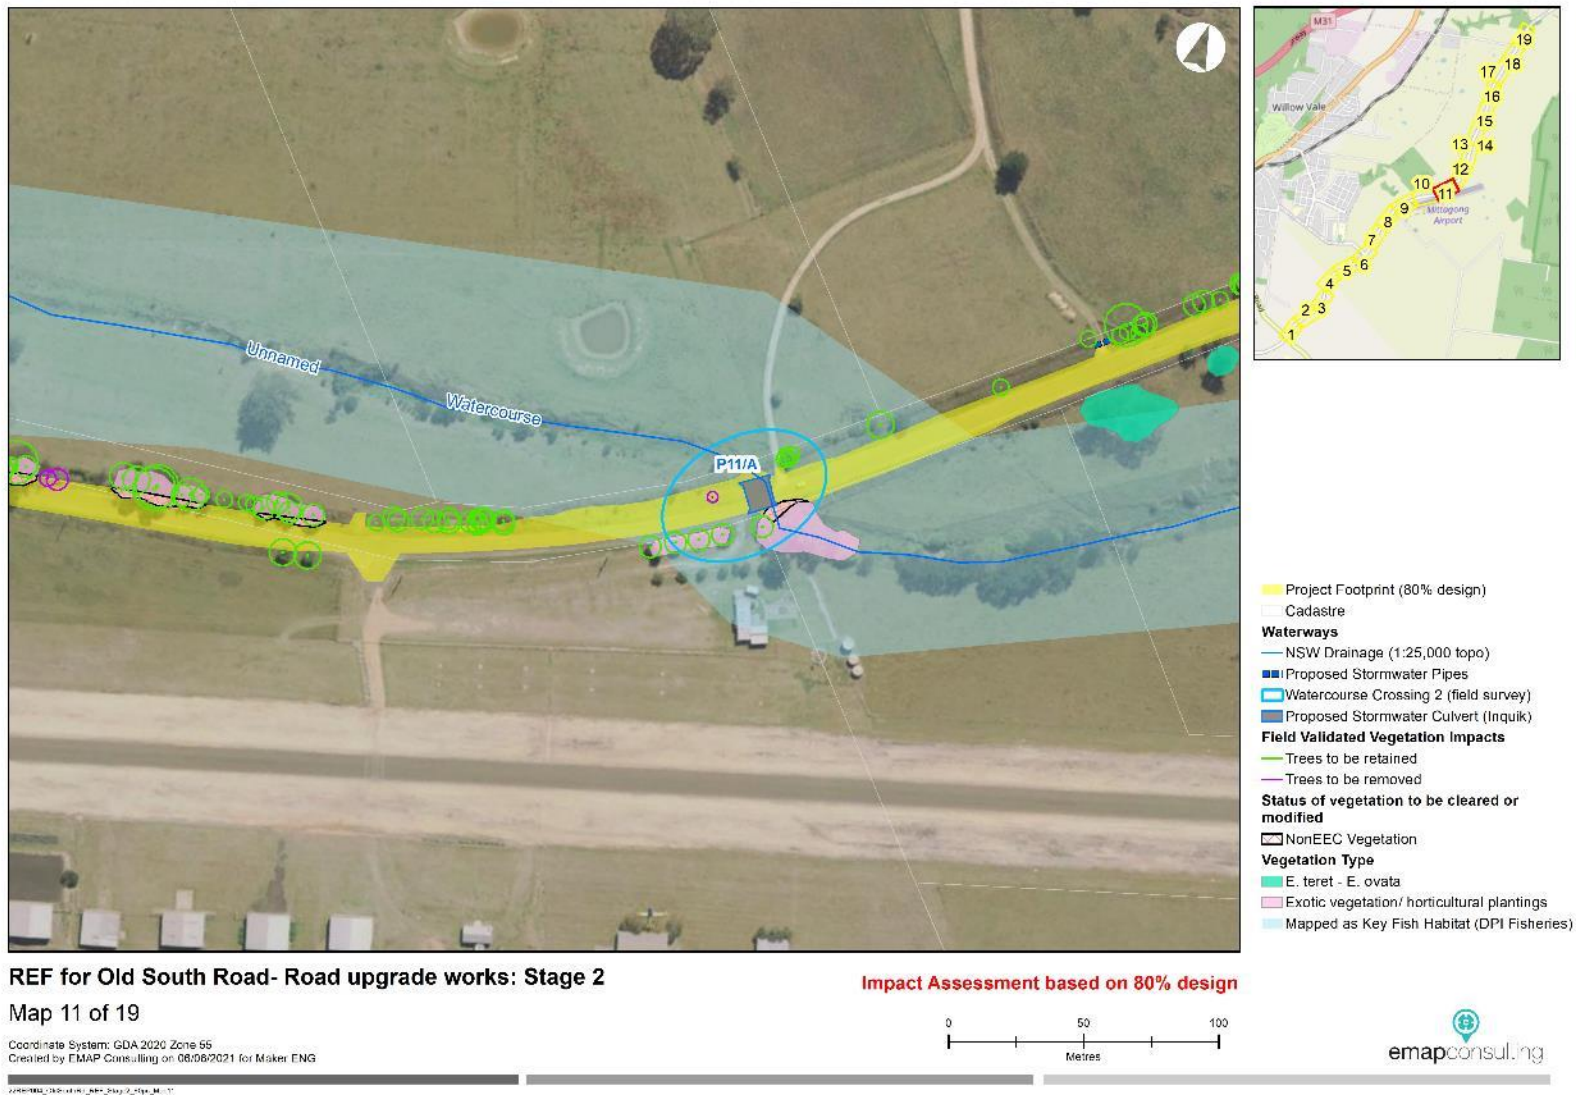 Unnamed
Watercourse
P11/A
M31
Willow Vale
19
17
18
16
15
13
14
12
10
11
9
Mittagong
Airport
8
7
6
5
4
2
3
1
Project Footprint (80% design)
Cadastre
Waterways
NSW Drainage (1:25,000 topo)
Proposed Stormwater Pipes
Watercourse Crossing 2 (field survey)
Proposed Stormwater Culvert (Inquik)
Field Validated Vegetation Impacts
Trees to be retained
Trees to be removed
Status of vegetation to be cleared or
modified
NonEEC Vegetation
Vegetation Type
E. teret - E. ovata
Exotic vegetation/ horticultural plantings
Mapped as Key Fish Habitat (DPI Fisheries)
REF for Old South Road- Road upgrade works: Stage 2
Impact Assessment based on 80% design
Map 11 of 19
0 50 100
Metres
Coordinate System: GDA 2020 Zone 55
Created by EMAP Consulting on 06/08/2021 for Maker ENG
emapconsulting